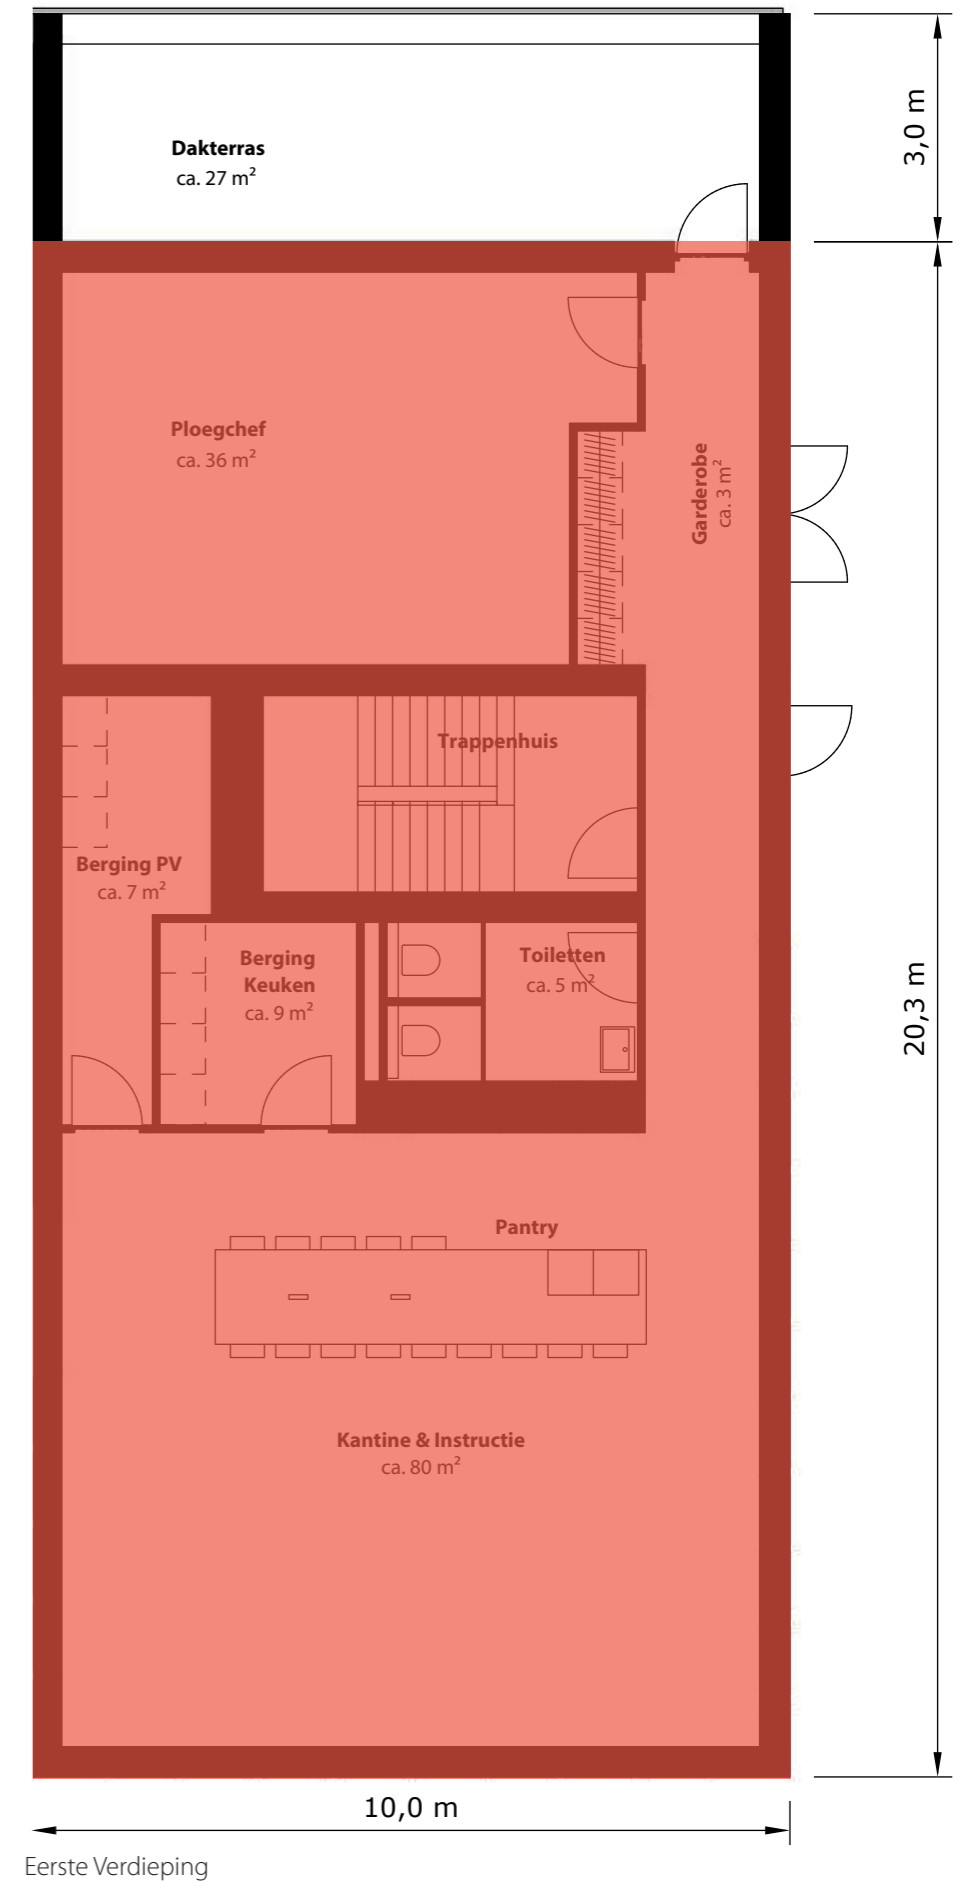 Dakterras
ca. 27 m²
3,0 m
Ploegchef
ca. 36 m²
Garderobe
ca. 3 m²
Trappenhuis
Berging PV
ca. 7 m²
Berging
Keuken
ca. 9 m²
Toiletten
ca. 5 m²
20,3 m
Pantry
Kantine & Instructie
ca. 80 m²
10,0 m
Eerste Verdieping